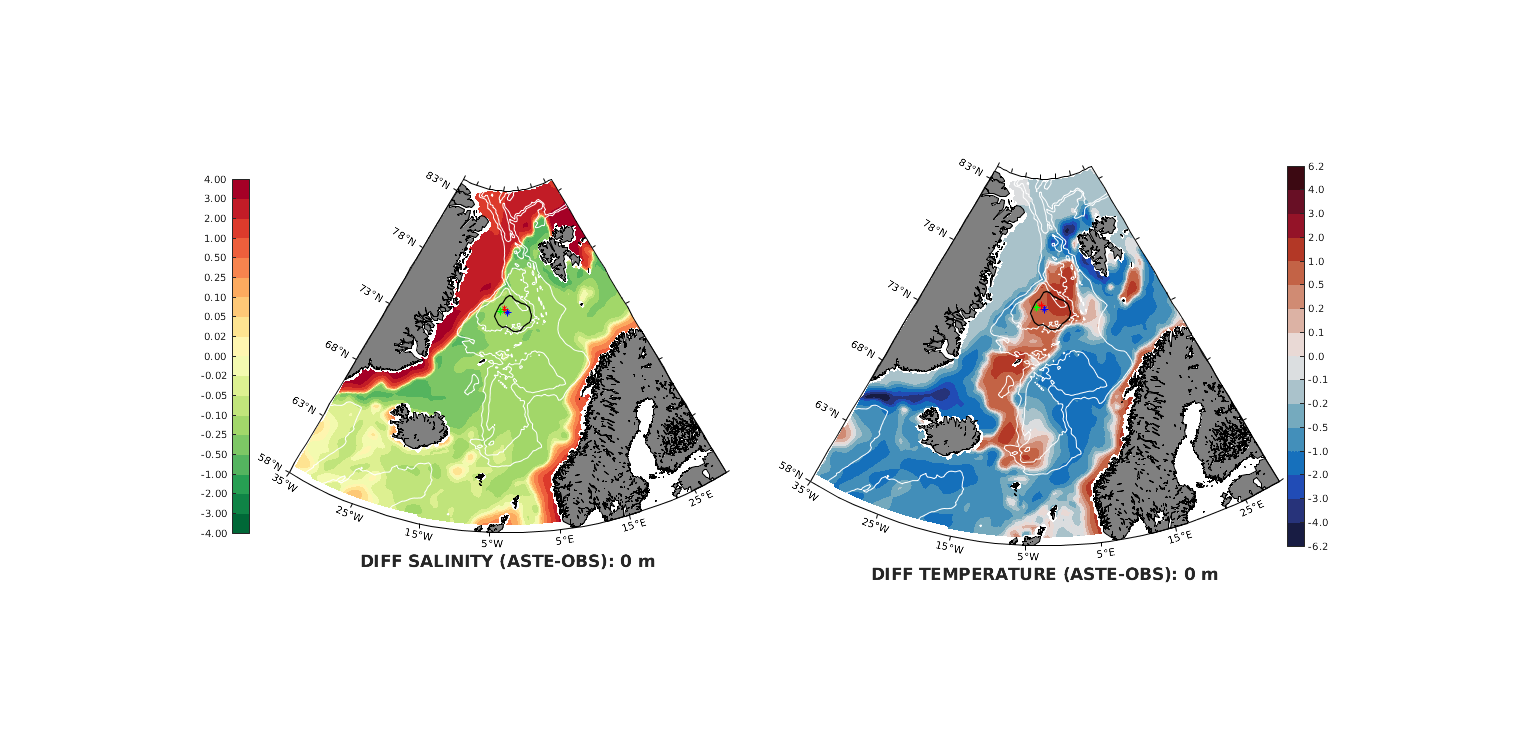 4.00
3.00
2.00
1.00
0.50
0.25
0.10
0.05
0.02
0.00
-0.02
-0.05
-0.10
-0.25
-0.50
-1.00
-2.00
-3.00
-4.00
83°N
78°N
73°N
68°N
63°N
58°N
35°W
25°W
15°W
5°W
5°E
15°E
25°E
DIFF SALINITY (ASTE-OBS): 0 m
83°N
78°N
73°N
68°N
63°N
58°N
35°W
25°W
15°W
5°W
5°E
15°E
25°E
DIFF TEMPERATURE (ASTE-OBS): 0 m
6.2
4.0
3.0
2.0
1.0
0.5
0.2
0.1
0.0
-0.1
-0.2
-0.5
-1.0
-2.0
-3.0
-4.0
-6.2